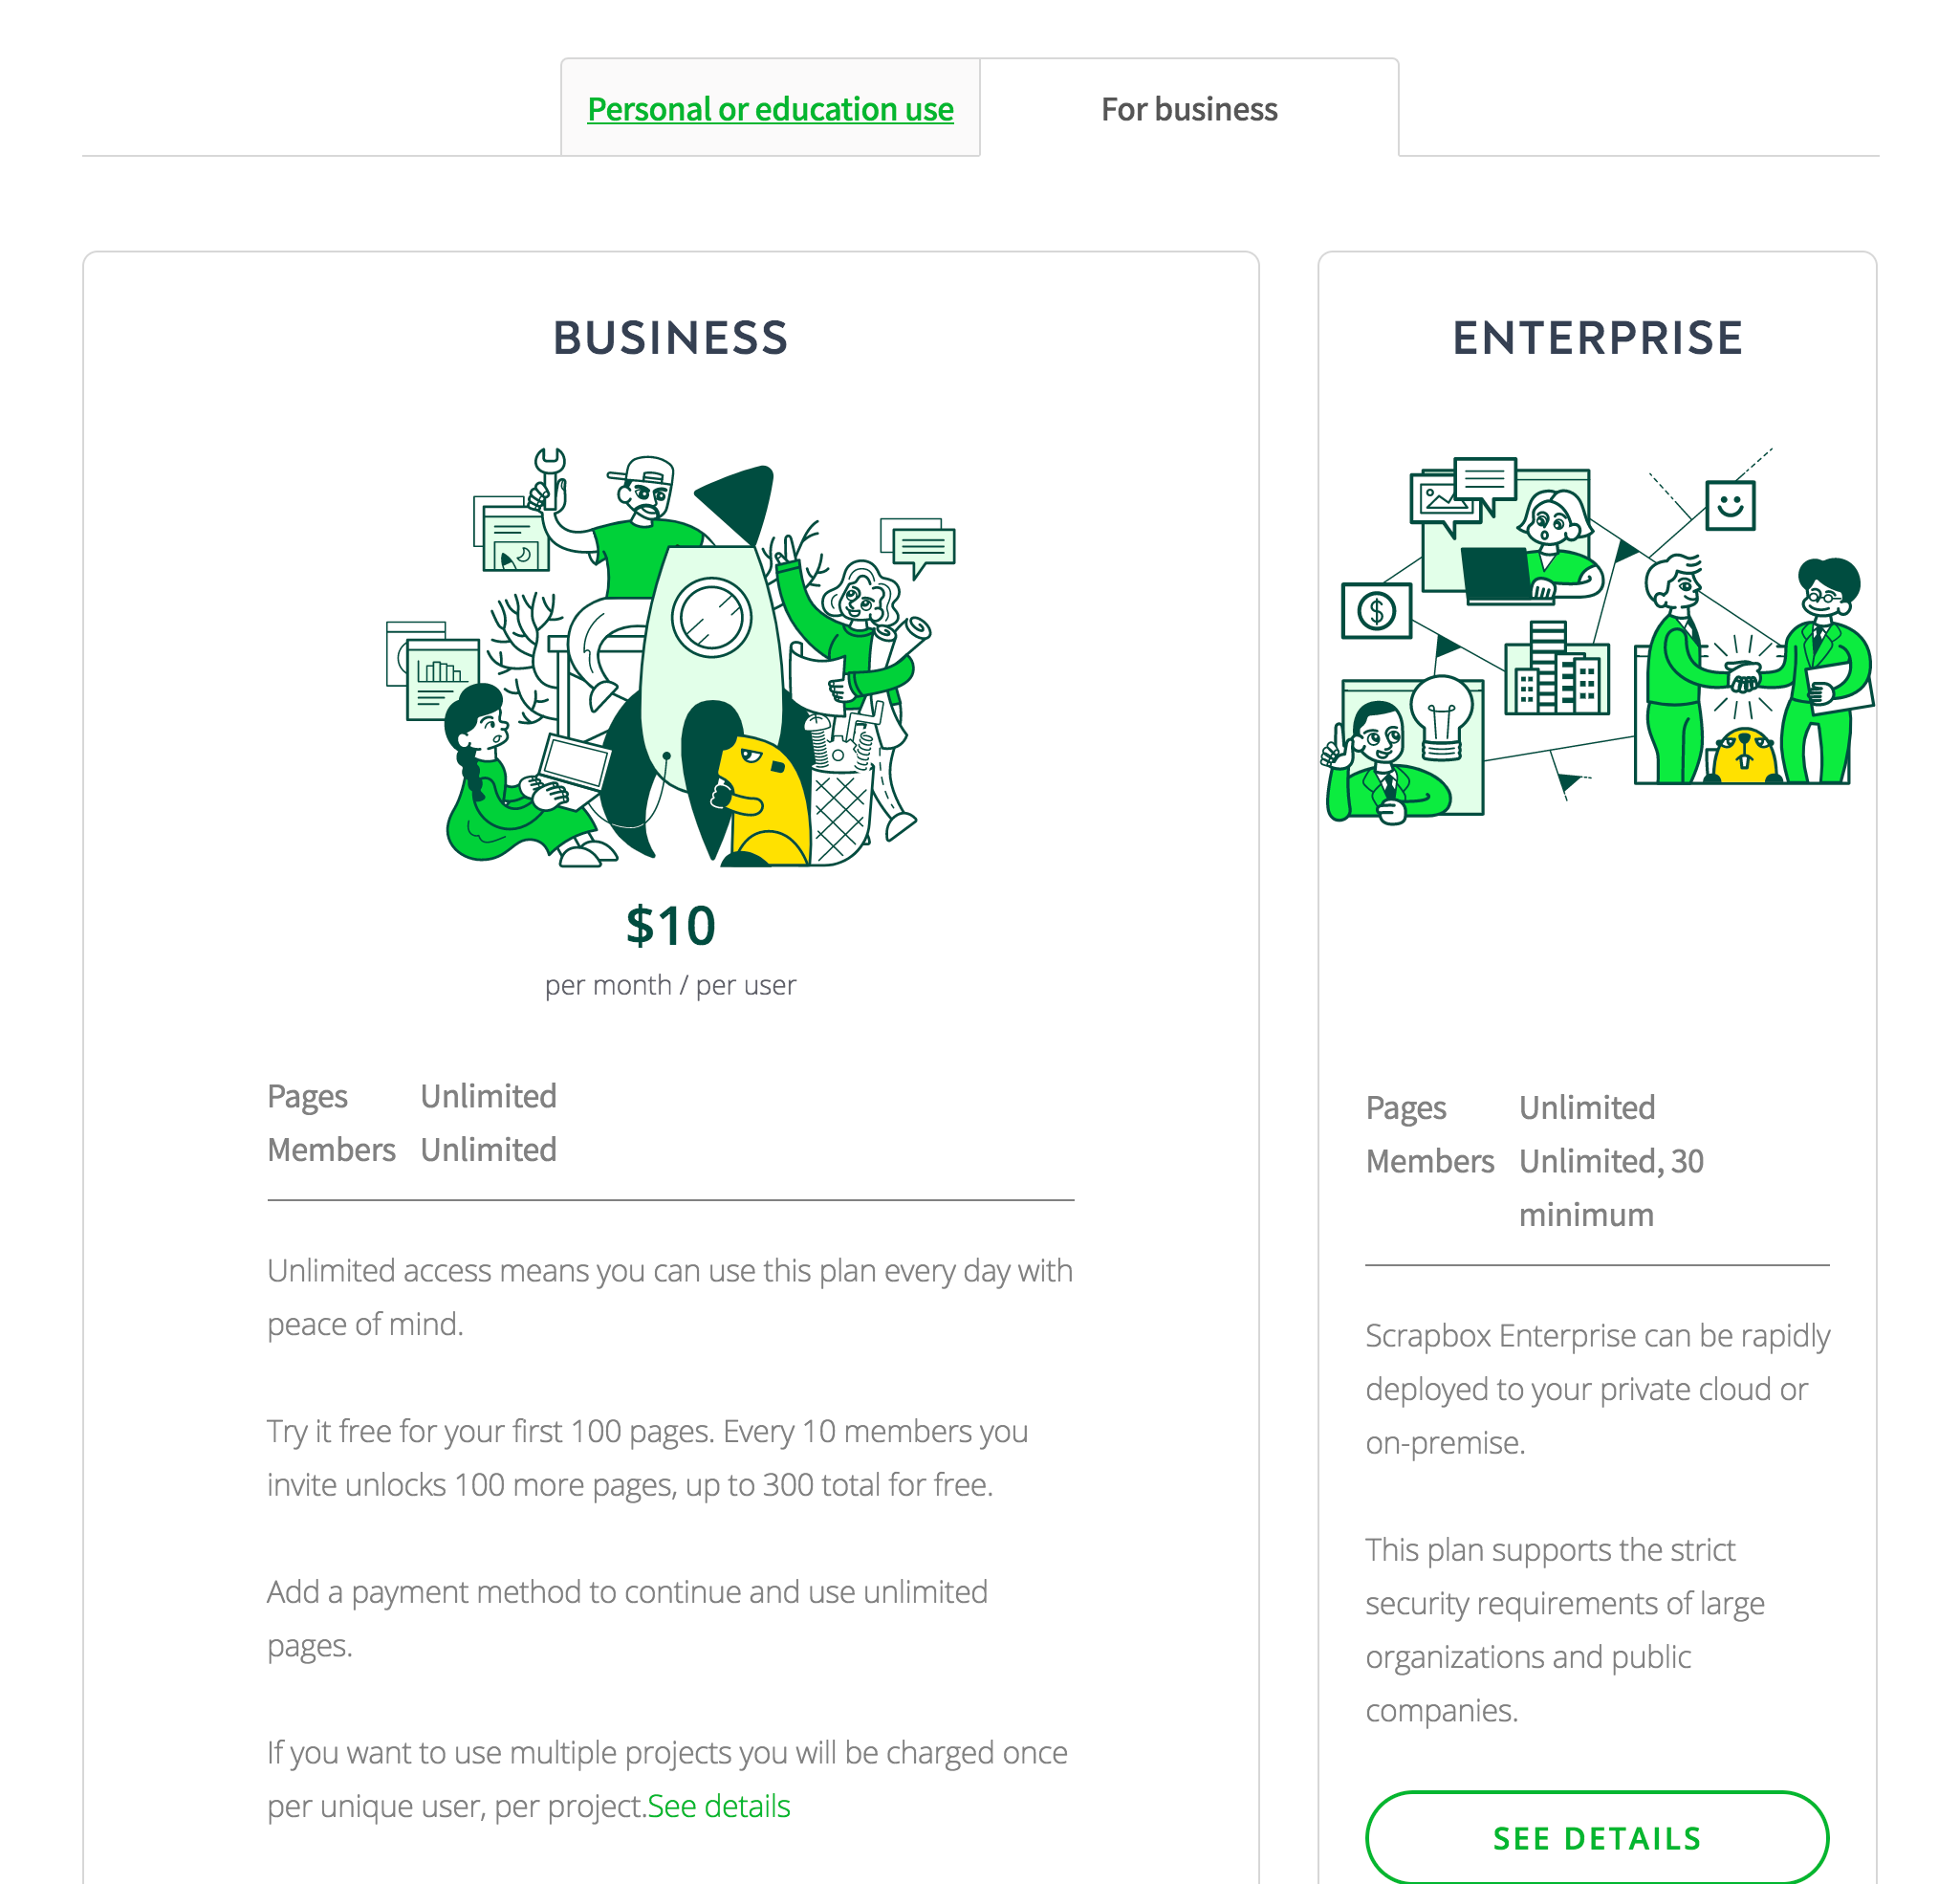 Personal or education use
For business
BUSINESS
$10
per month / per user
Pages Unlimited
Members Unlimited
Unlimited access means you can use this plan every day with
peace of mind.
Try it free for your first 100 pages. Every 10 members you
invite unlocks 100 more pages, up to 300 total for free.
Add a payment method to continue and use unlimited
pages.
If you want to use multiple projects you will be charged once
per unique user, per project.See details
ENTERPRISE
$
Pages Unlimited
Members Unlimited, 30
minimum
Scrapbox Enterprise can be rapidly
deployed to your private cloud or
on-premise.
This plan supports the strict
security requirements of large
organizations and public
companies.
SEE DETAILS